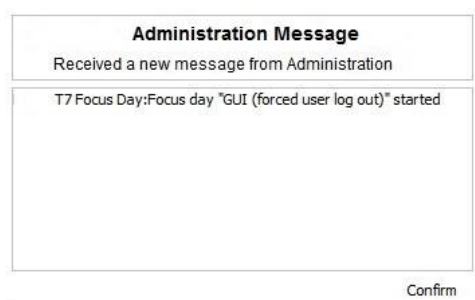 Administration Message
Received a new message from Administration
T7 Focus Day:Focus day "GUI (forced user log out)" started
Confirm